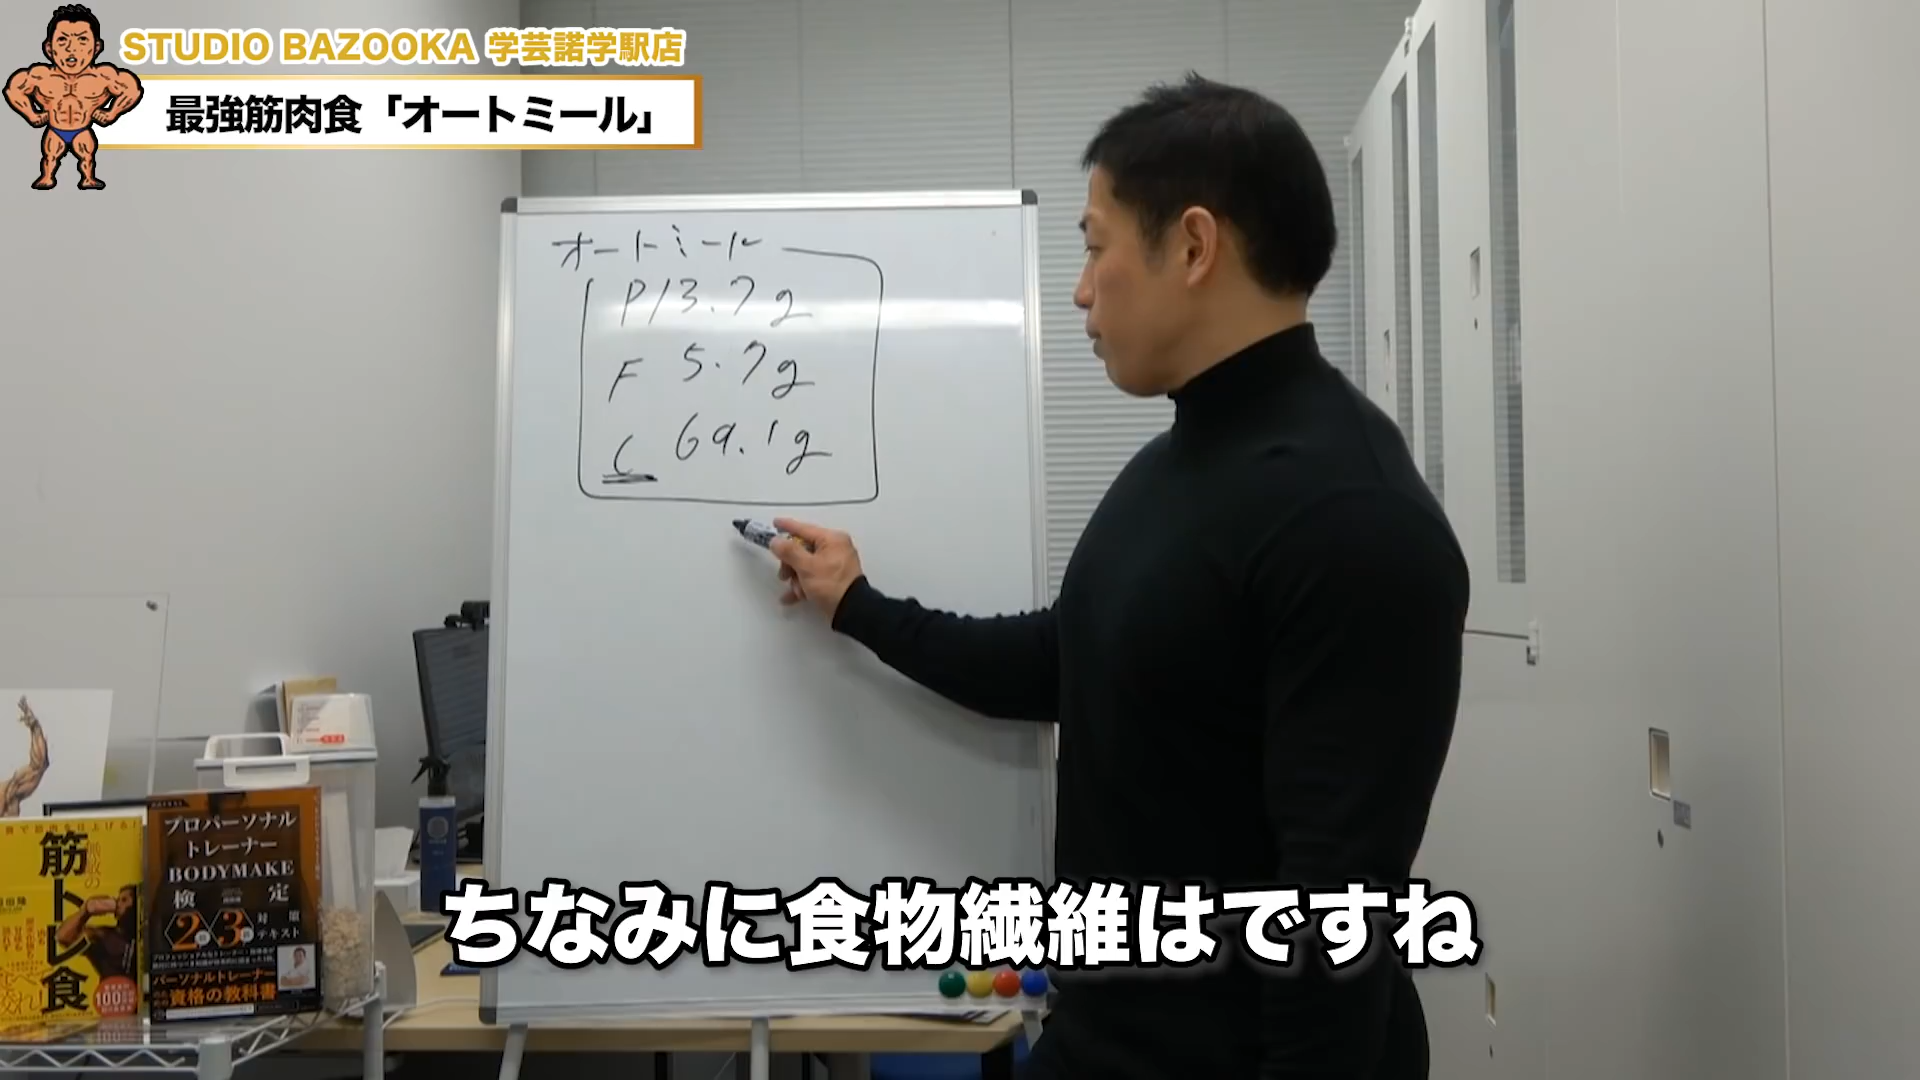 STUDIO BAZOOKA 学芸諾学駅店
最強筋肉食「オートミール」
オートミール
P 13.7g
F 5.7g
C 69.1g
筋トレ食
100
プロパーソナル
トレーナー
BODYMAKE
検定
2 3 対策
テキスト
パーソナルトレーナー
資格の教科書
ちなみに食物繊維はですね